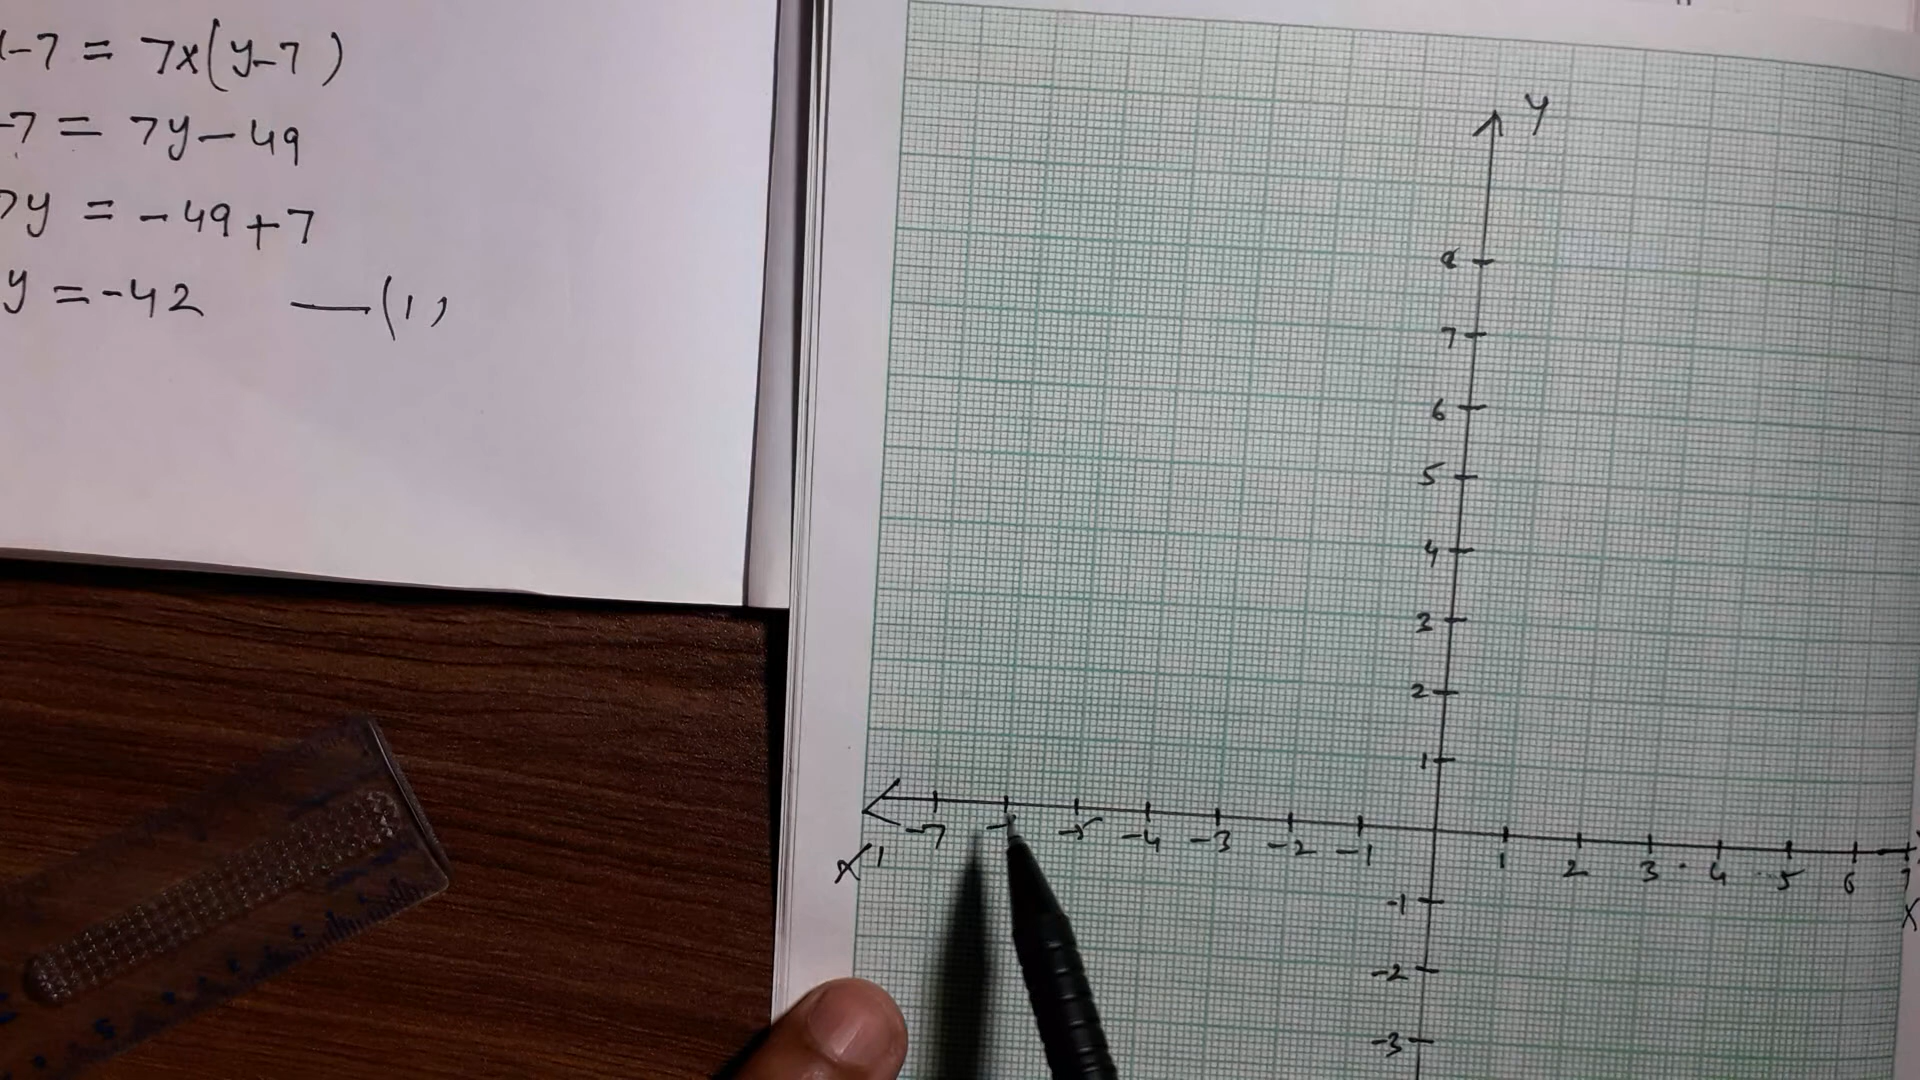 -7 = 7x(y-7)
-7 = 7y-49
7y = -49+7
y = -42 —(1)
y
8
7
6
5
4
3
2
1
-7 -5 -4 -3 -2 -1 1 2 3 4 5 6 7
X' X
-1
-2
-3